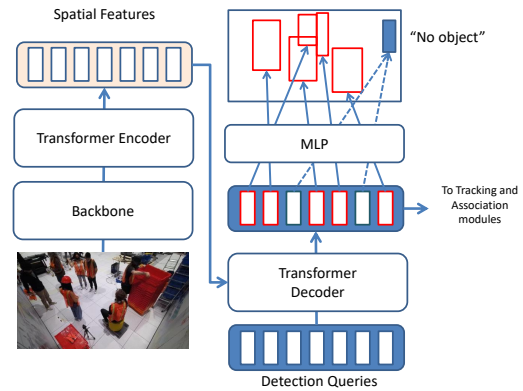 Spatial Features
Transformer Encoder
Backbone
“No object”
MLP
To Tracking and
Association
modules
Transformer
Decoder
Detection Queries